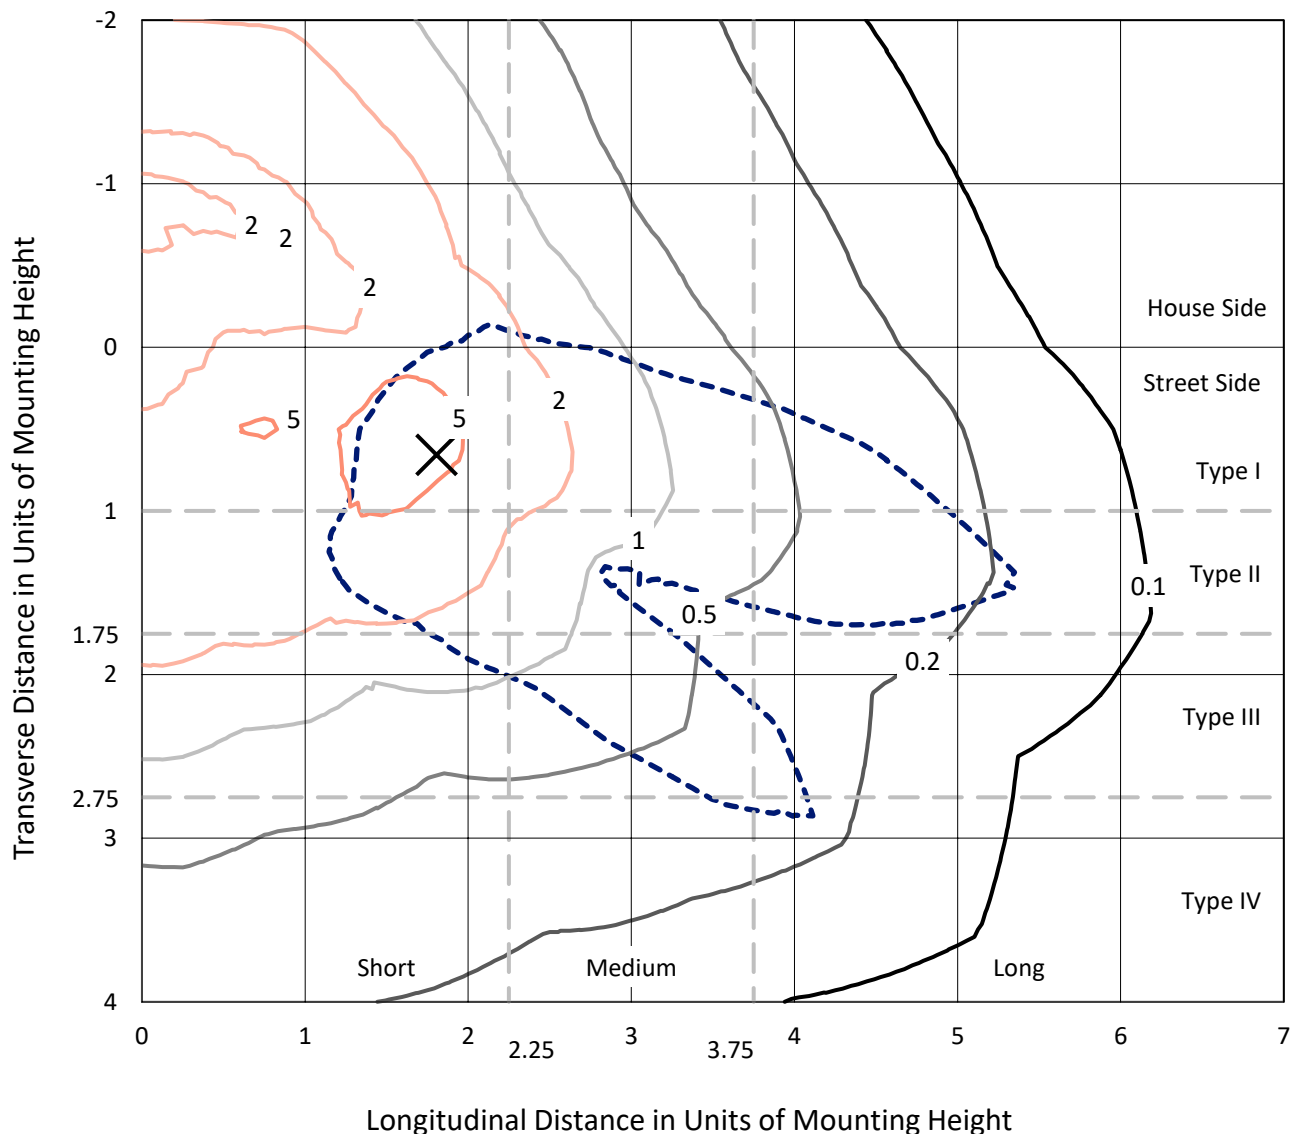 Transverse Distance in Units of Mounting Height
-2
-1
0
1
1.75
2
2.75
3
4
2
2
2
5
5
2
1
0.5
0.2
0.1
House Side
Street Side
Type I
Type II
Type III
Type IV
Short
Medium
Long
0
1
2
2.25
3
3.75
4
5
6
7
Longitudinal Distance in Units of Mounting Height